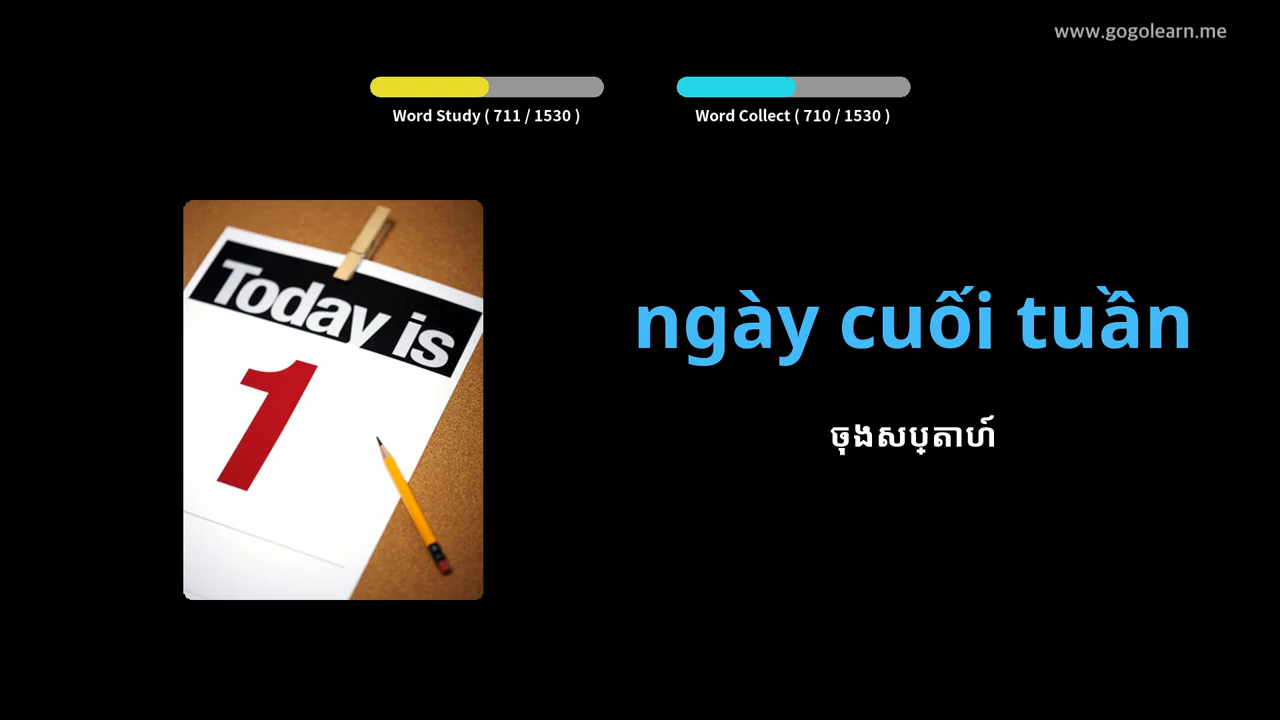 www.gogolearn.me
Word Study ( 711 / 1530 )
Word Collect ( 710 / 1530 )
Today is
1
ngày cuối tuần
ចុងសប្តាហ៍